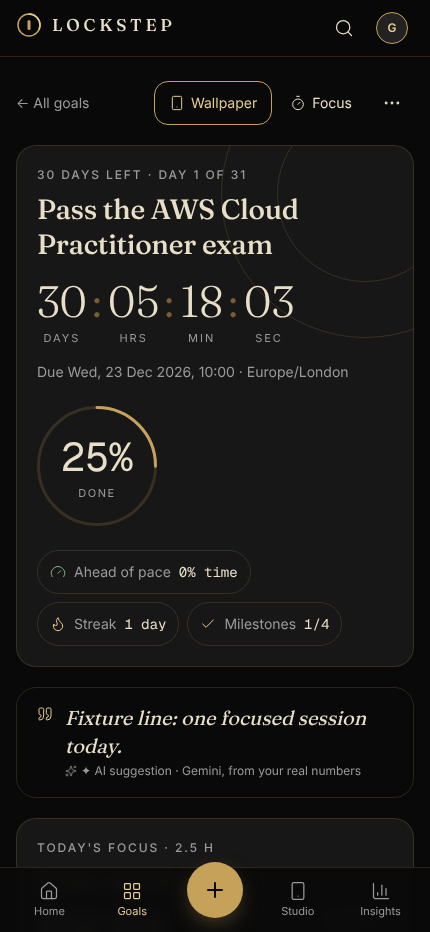 LOCKSTEP
G
← All goals
Wallpaper
Focus
30 DAYS LEFT · DAY 1 OF 31
Pass the AWS Cloud
Practitioner exam
30 : 05 : 18 : 03
DAYS HRS MIN SEC
Due Wed, 23 Dec 2026, 10:00 · Europe/London
25%
DONE
Ahead of pace 0% time
Streak 1 day
Milestones 1/4
Fixture line: one focused session
today.
✦ AI suggestion · Gemini, from your real numbers
TODAY'S FOCUS · 2.5 H
Home
Goals
Studio
Insights